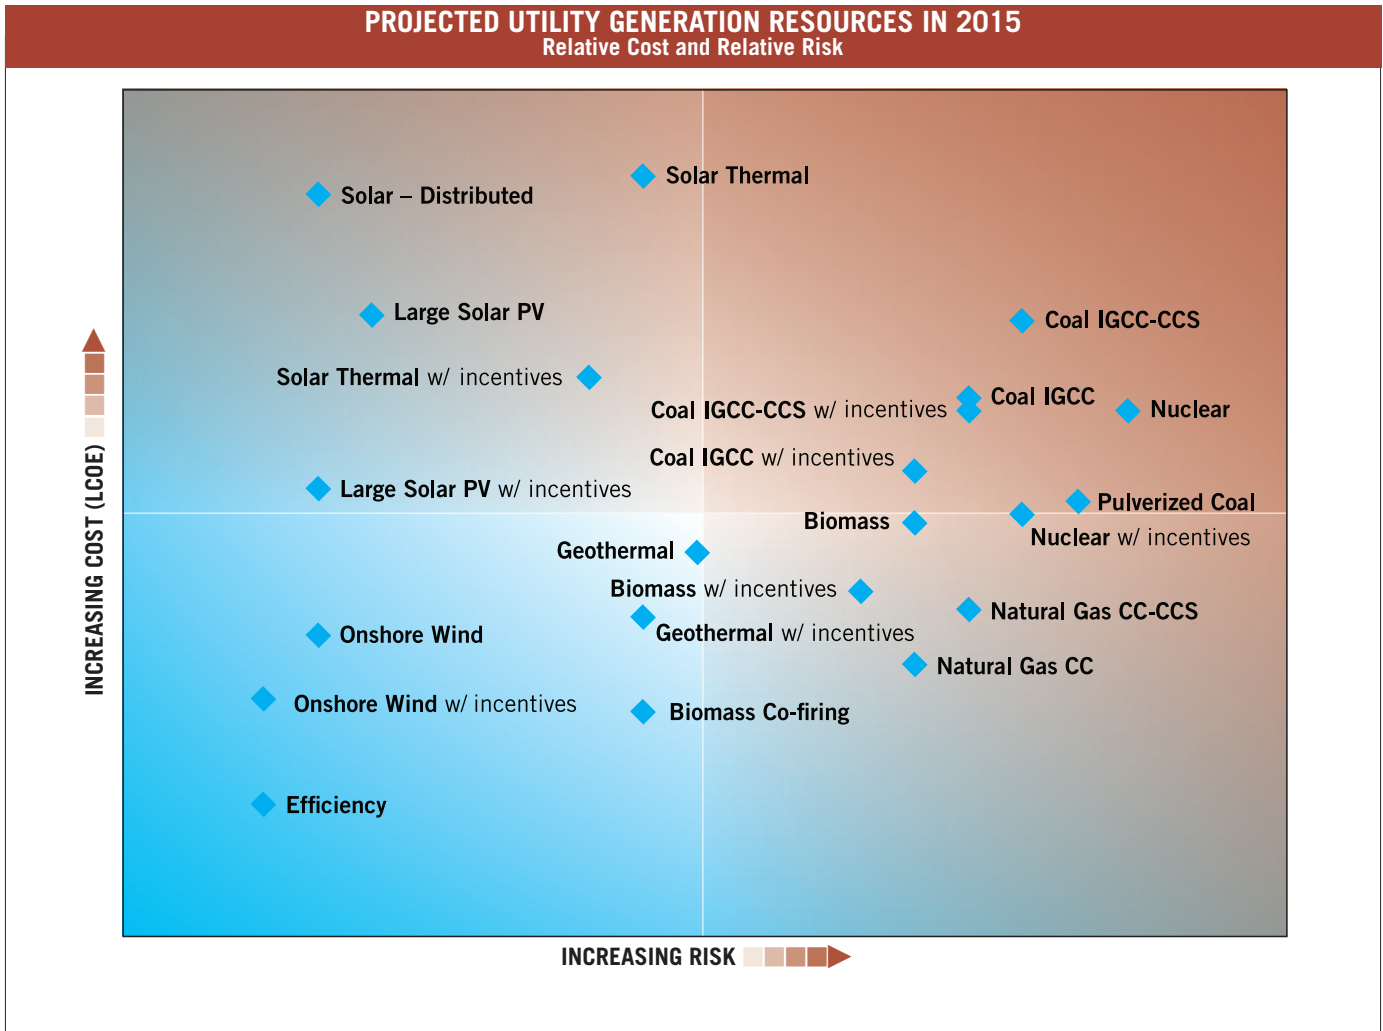 PROJECTED UTILITY GENERATION RESOURCES IN 2015
Relative Cost and Relative Risk
Solar Thermal
Solar – Distributed
Large Solar PV
Coal IGCC-CCS
Solar Thermal w/ incentives
Coal IGCC
Coal IGCC-CCS w/ incentives
Nuclear
Coal IGCC w/ incentives
Large Solar PV w/ incentives
Pulverized Coal
Biomass
Nuclear w/ incentives
Geothermal
Biomass w/ incentives
Natural Gas CC-CCS
Geothermal w/ incentives
Onshore Wind
Natural Gas CC
Onshore Wind w/ incentives
Biomass Co-firing
Efficiency
INCREASING COST (LCOE)
INCREASING RISK